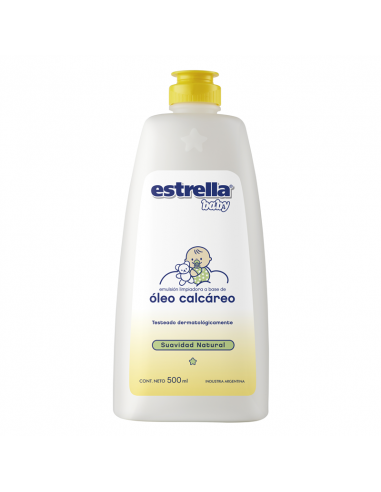 estrella®
baby
emulsión limpiadora a base de
óleo calcáreo
Testeado dermatológicamente
Suavidad Natural
CONT. NETO 500 ml
INDUSTRIA ARGENTINA